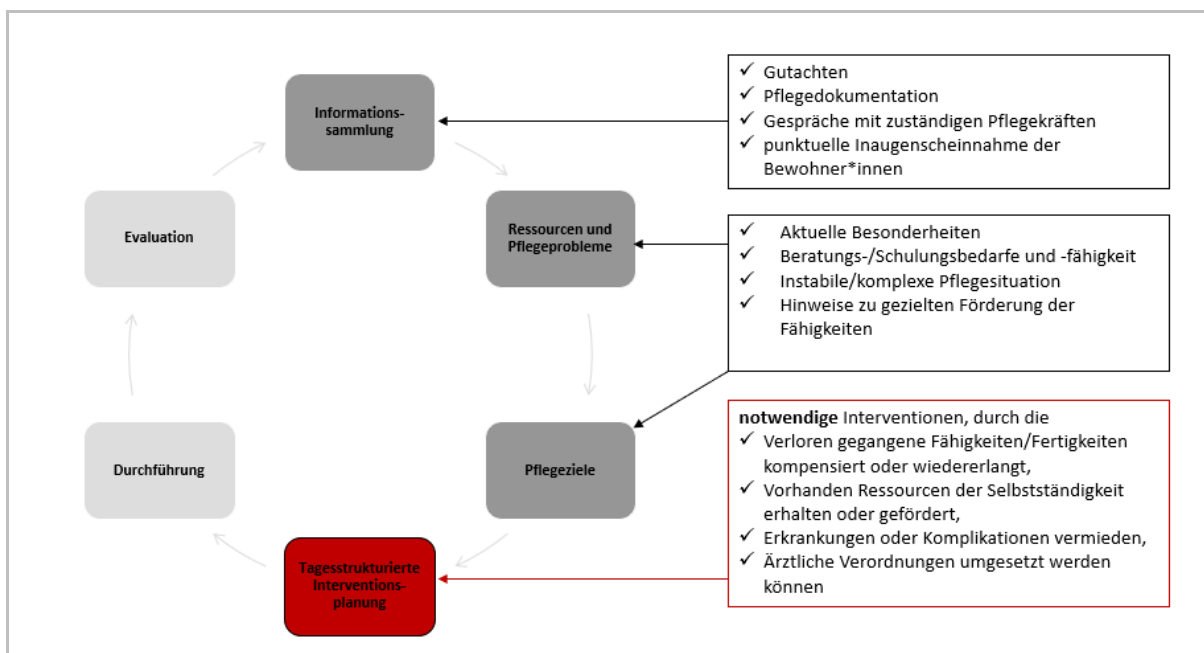 Informations-
sammlung
Ressourcen und
Pflegeprobleme
Pflegeziele
Tagesstrukturierte
Interventions-
planung
Durchführung
Evaluation
✓ Gutachten
✓ Pflegedokumentation
✓ Gespräche mit zuständigen Pflegekräften
✓ punktuelle Inaugenscheinnahme der
Bewohner*innen
✓ Aktuelle Besonderheiten
✓ Beratungs-/Schulungsbedarfe und -fähigkeit
✓ Instabile/komplexe Pflegesituation
✓ Hinweise zu gezielten Förderung der
Fähigkeiten
notwendige Interventionen, durch die
✓ Verloren gegangene Fähigkeiten/Fertigkeiten
kompensiert oder wiedererlangt,
✓ Vorhanden Ressourcen der Selbstständigkeit
erhalten oder gefördert,
✓ Erkrankungen oder Komplikationen vermieden,
✓ Ärztliche Verordnungen umgesetzt werden
können